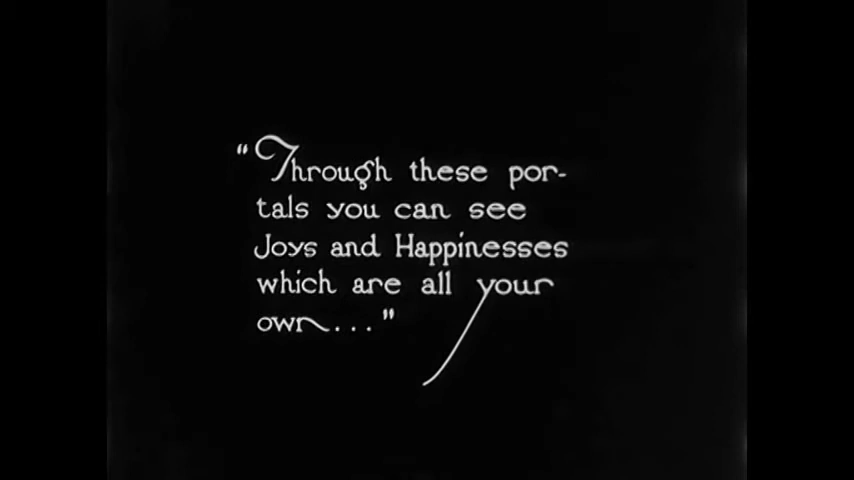 "Through these por-
tals you can see
Joys and Happinesses
which are all your
own..."